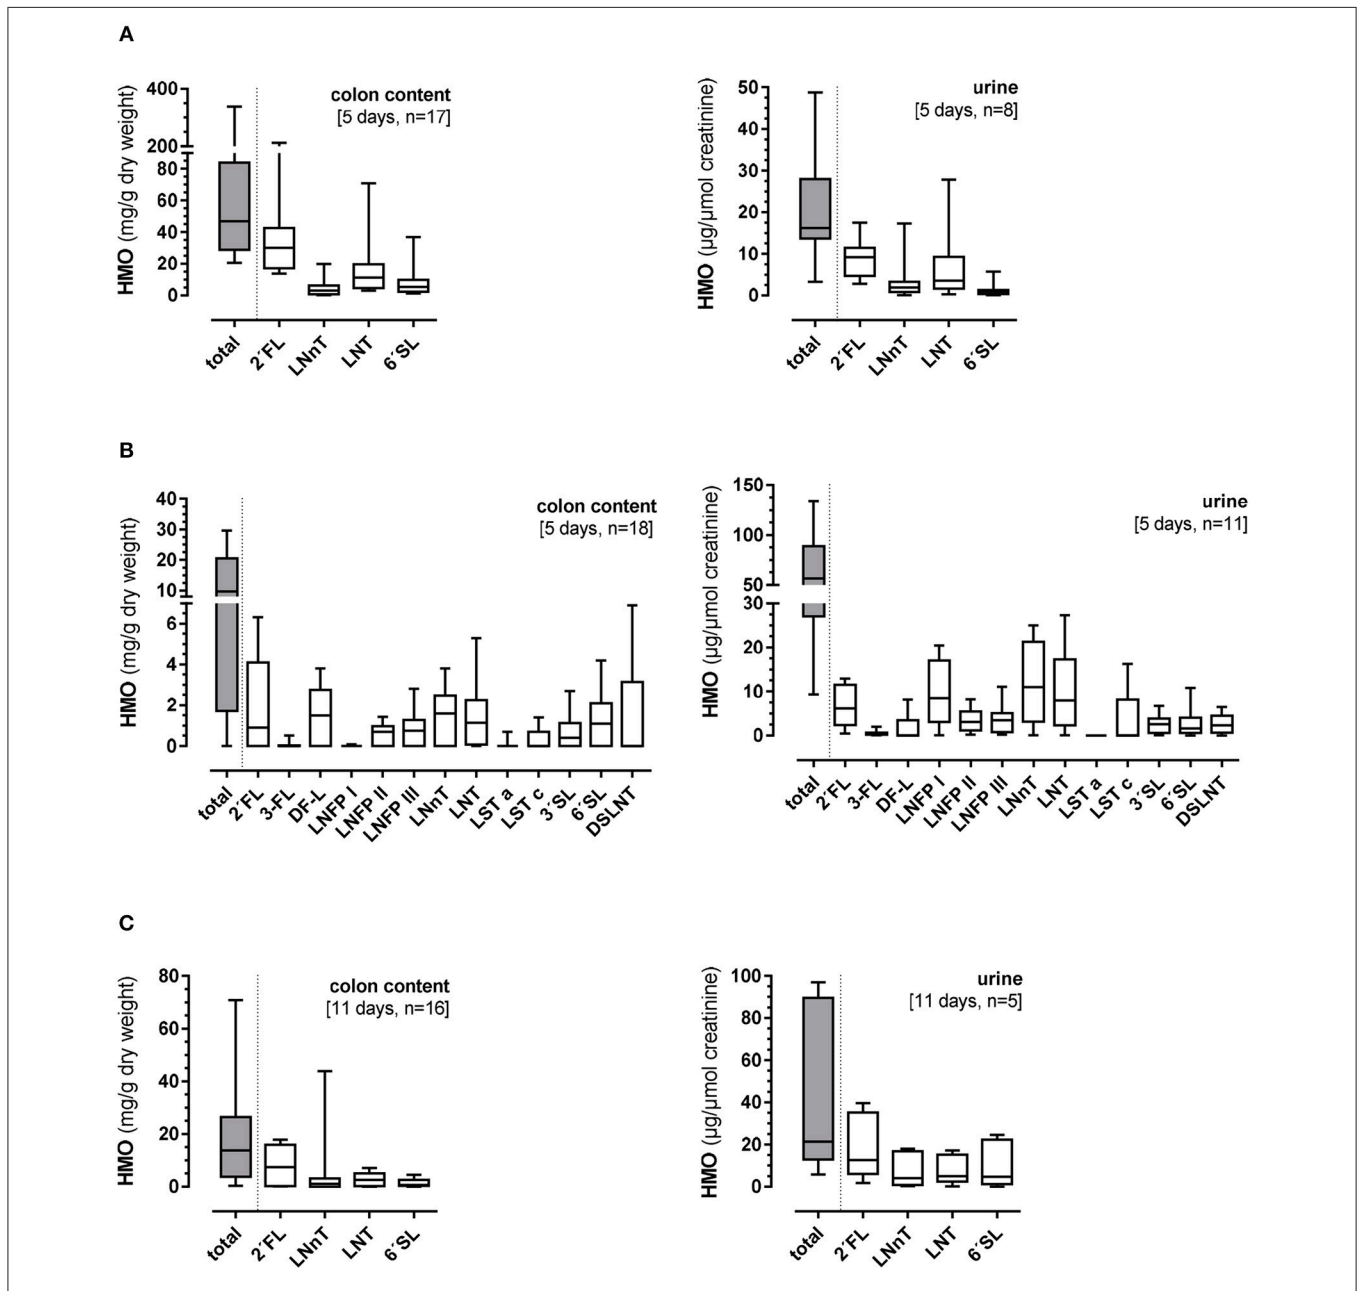 A
HMO (mg/g dry weight)
400
200
80
60
40
20
0
colon content
[5 days, n=17]
total
2´FL
LNnT
LNT
6´SL
HMO (µg/µmol creatinine)
50
40
30
20
10
0
urine
[5 days, n=8]
total
2´FL
LNnT
LNT
6´SL
B
HMO (mg/g dry weight)
40
30
20
10
6
4
2
0
colon content
[5 days, n=18]
total
2´FL
3-FL
DF-L
LNFP I
LNFP II
LNFP III
LNnT
LNT
LST a
LST c
3´SL
6´SL
DSLNT
HMO (µg/µmol creatinine)
150
100
50
30
20
10
0
urine
[5 days, n=11]
total
2´FL
3-FL
DF-L
LNFP I
LNFP II
LNFP III
LNnT
LNT
LST a
LST c
3´SL
6´SL
DSLNT
C
HMO (mg/g dry weight)
80
60
40
20
0
colon content
[11 days, n=16]
total
2´FL
LNnT
LNT
6´SL
HMO (µg/µmol creatinine)
100
80
60
40
20
0
urine
[11 days, n=5]
total
2´FL
LNnT
LNT
6´SL